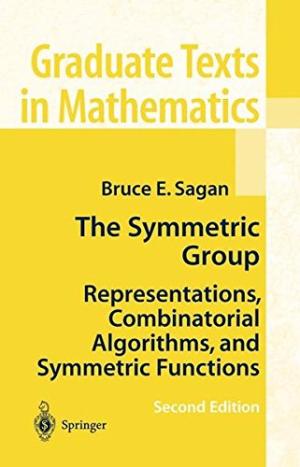 Graduate Texts
in Mathematics
Bruce E. Sagan
The Symmetric
Group
Representations,
Combinatorial
Algorithms, and
Symmetric Functions
Second Edition
Springer